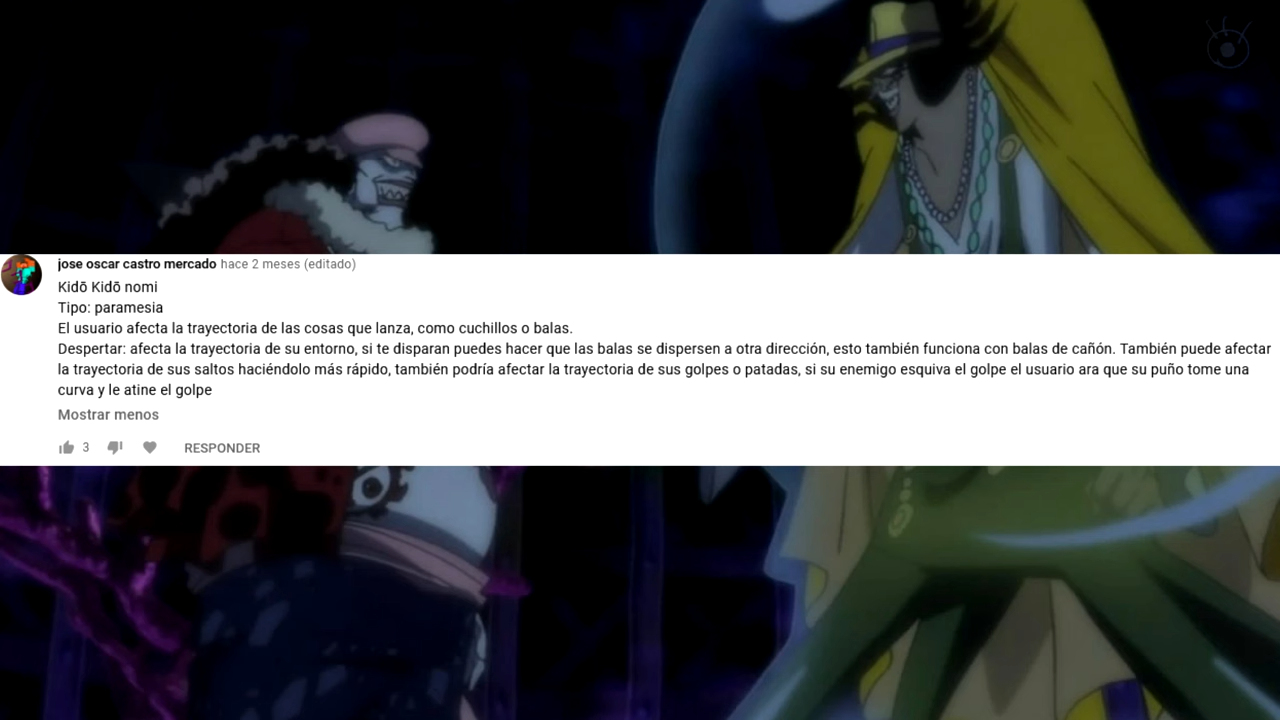 jose oscar castro mercado hace 2 meses (editado)
Kidō Kidō nomi
Tipo: paramesia
El usuario afecta la trayectoria de las cosas que lanza, como cuchillos o balas.
Despertar: afecta la trayectoria de su entorno, si te disparan puedes hacer que las balas se dispersen a otra dirección, esto también funciona con balas de cañón. También puede afectar
la trayectoria de sus saltos haciéndolo más rápido, también podría afectar la trayectoria de sus golpes o patadas, si su enemigo esquiva el golpe el usuario ara que su puño tome una
curva y le atine el golpe
Mostrar menos
3 RESPONDER